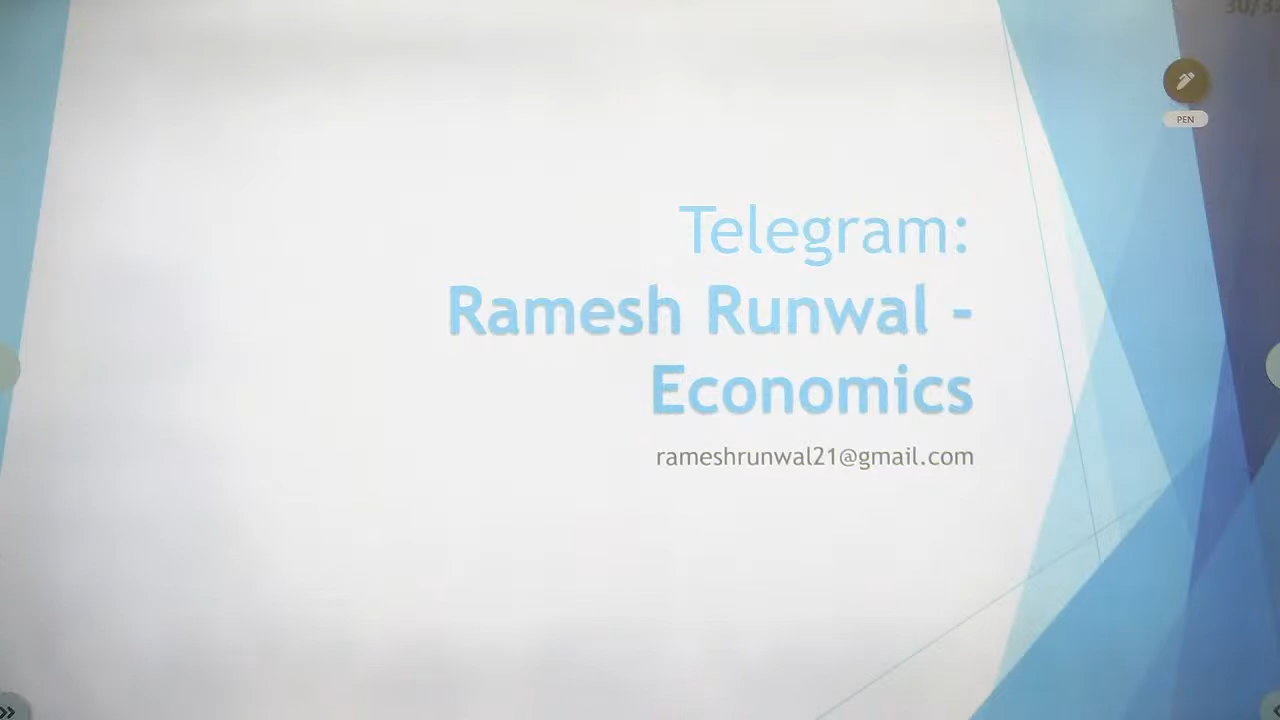 PEN
Telegram:
Ramesh Runwal -
Economics
rameshrunwal21@gmail.com